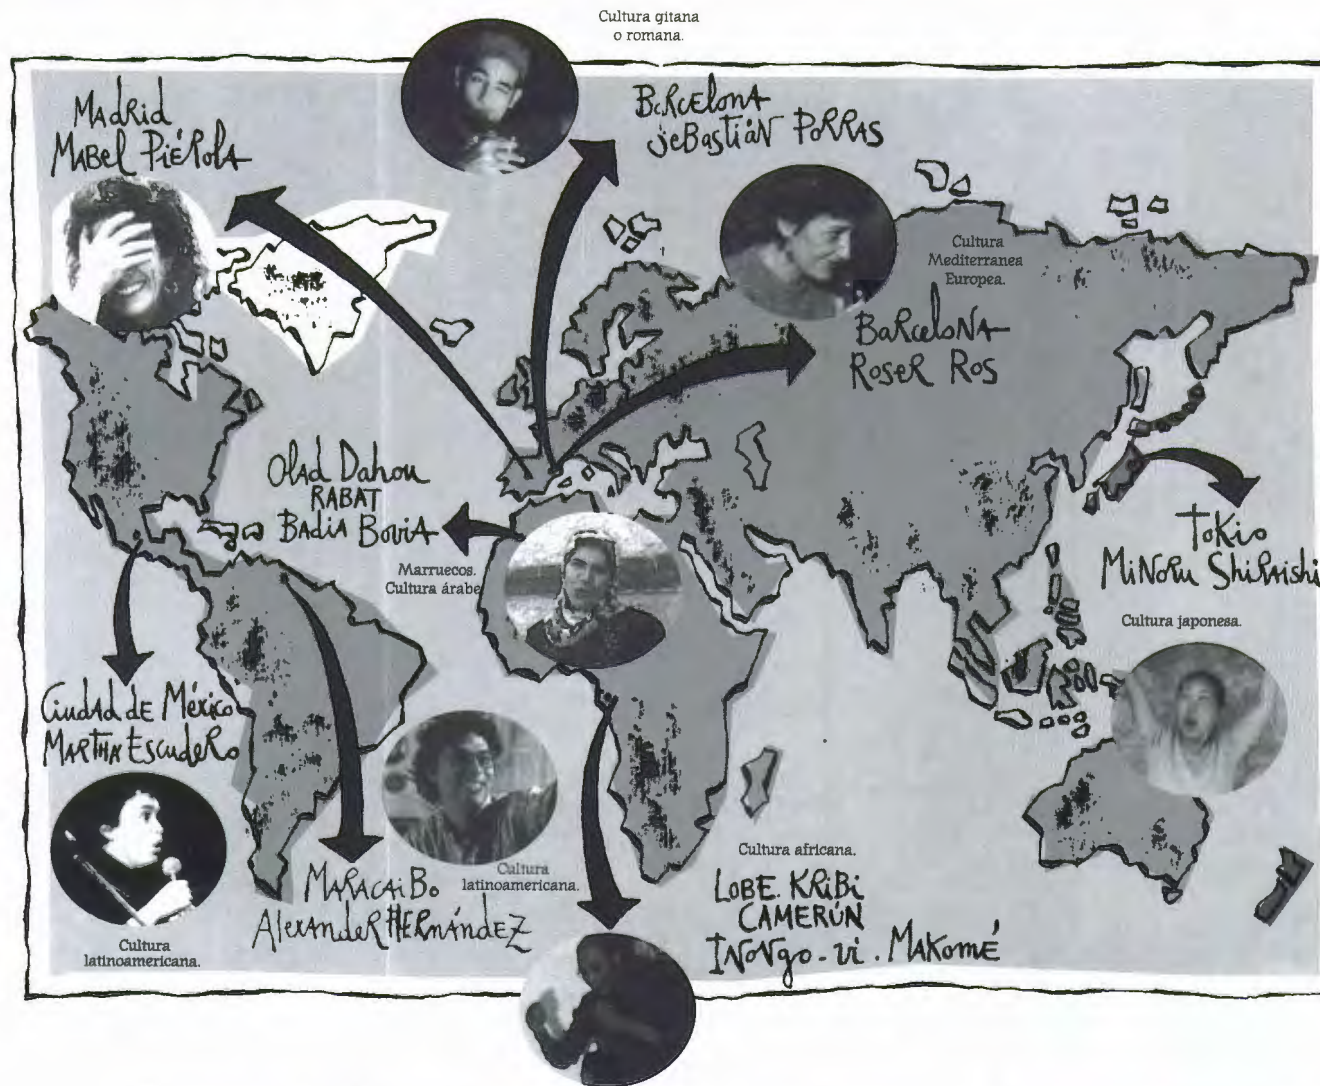 Cultura gitana
o romana.
Madrid
Mabel Piérola
Barcelona
Sebastián Porras
Cultura
Mediterranea
Europea.
Barcelona
Roser Ros
Olad Dahou
RABAT
Badia Bovia
Marruecos.
Cultura árabe
Tokio
Minoru Shiraishi
Cultura japonesa.
Ciudad de México
Martha Escudero
Cultura
latinoamericana.
Maracaibo
Alexander Hernández
Cultura
latinoamericana.
Cultura africana.
LOBE. KRIBI
CAMERÚN
Inongo-vi. Makomé